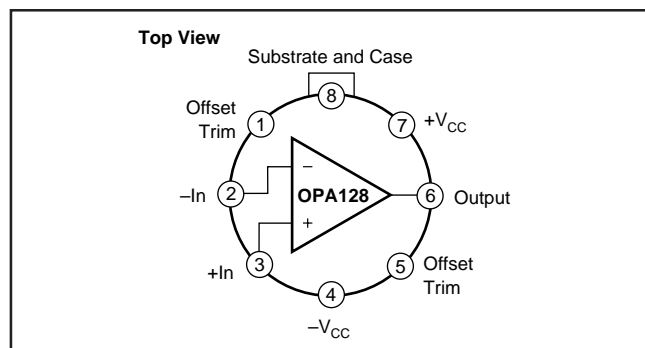 Top View
Substrate and Case
8
Offset
Trim
1
7
+VCC
–In
2
–
OPA128
6
Output
+
+In
3
5
Offset
Trim
4
–VCC